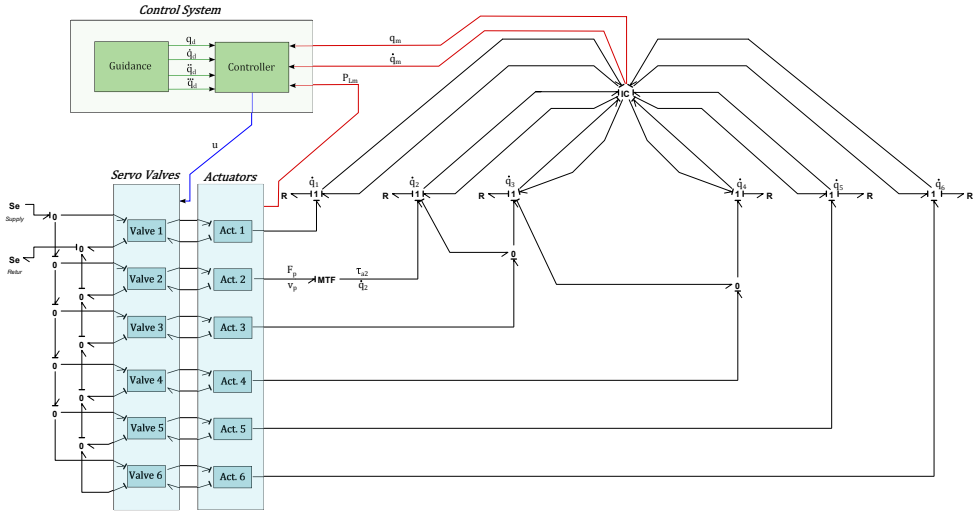 Control System
Guidance
q_d
q̇_d
q̈_d
q⃛_d
Controller
q_m
q̇_m
P_Lm
IC
u
Servo Valves
Actuators
R 1 q̇_1
R 1 q̇_2
R 1 q̇_3
q̇_4 1 R
q̇_5 1 R
q̇_6 1 R
Se
Supply
0
Valve 1
Act. 1
Se
Retur
0
0
0
Valve 2
Act. 2
F_p
v_p
MTF
τ_a2
q̇_2
0
0
0
Valve 3
Act. 3
0
0
0
Valve 4
Act. 4
0
0
Valve 5
Act. 5
0
Valve 6
Act. 6